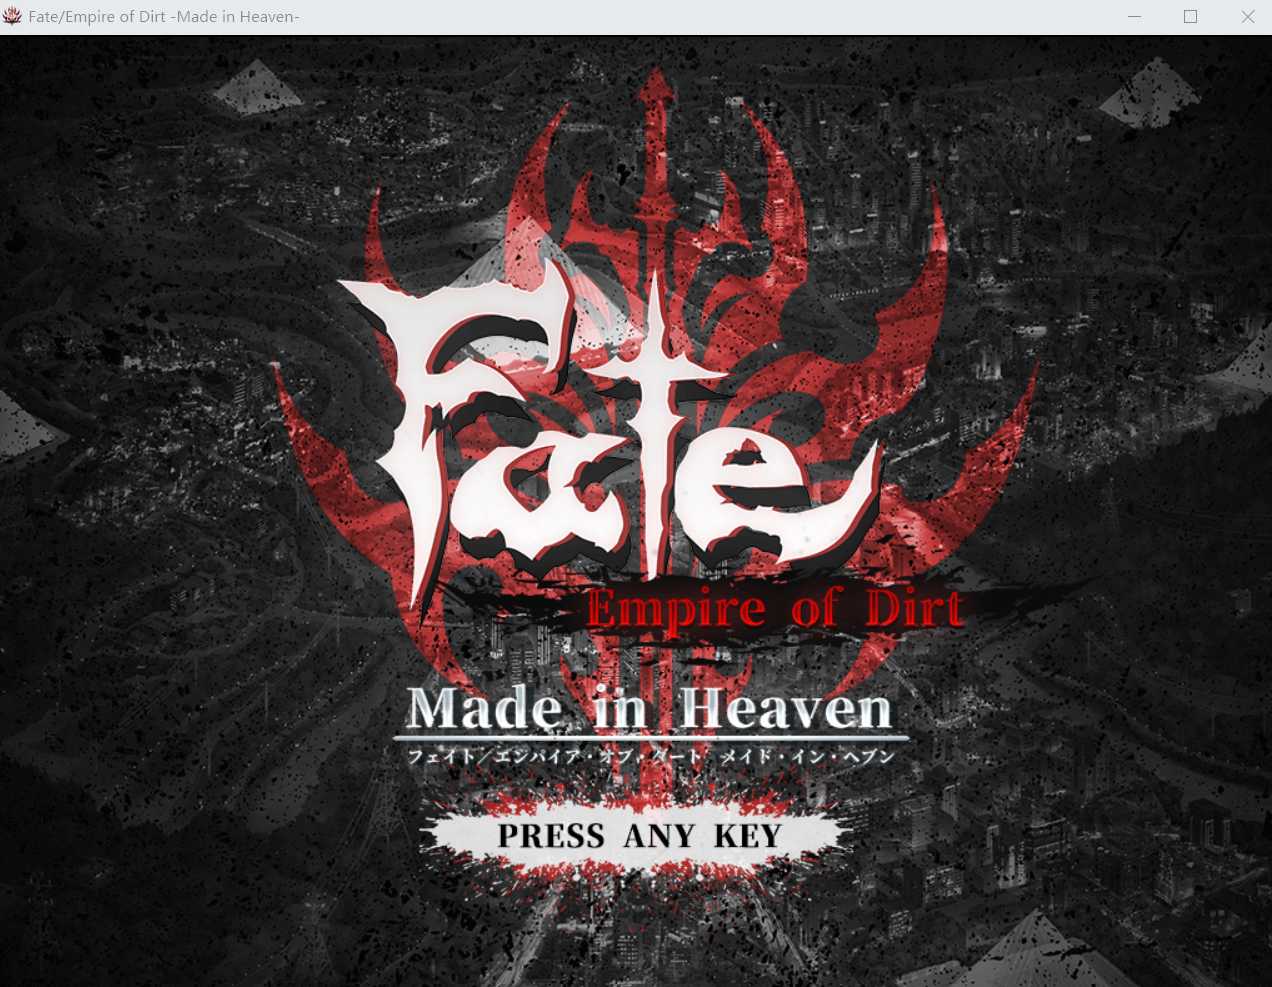 Fate/Empire of Dirt -Made in Heaven-
Fate
Empire of Dirt
Made in Heaven
フェイト／エンパイア・オブ・ダート　メイド・イン・ヘブン
PRESS ANY KEY